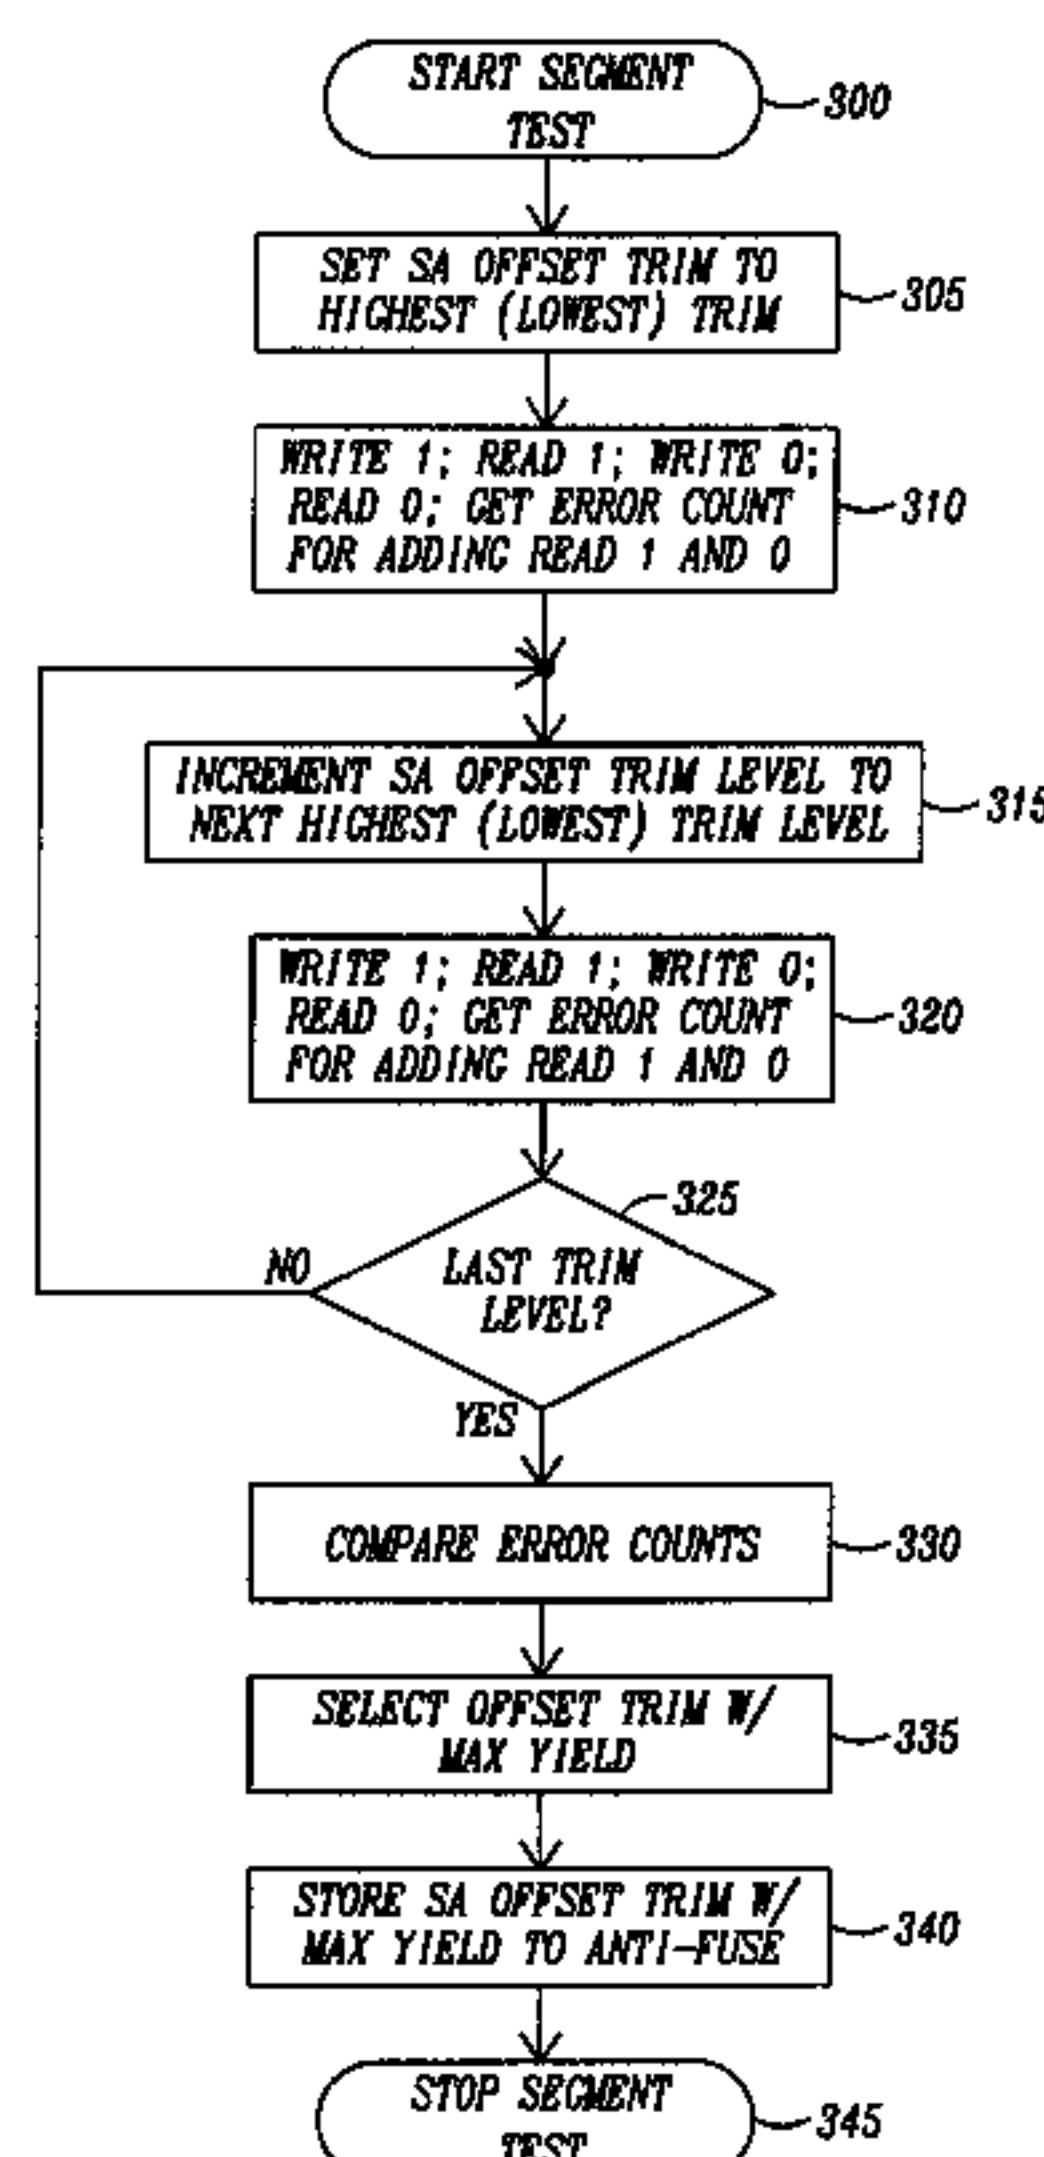 START SEGMENT
TEST
300
SET SA OFFSET TRIM TO
HIGHEST (LOWEST) TRIM
305
WRITE 1; READ 1; WRITE 0;
READ 0; GET ERROR COUNT
FOR ADDING READ 1 AND 0
310
INCREMENT SA OFFSET TRIM LEVEL TO
NEXT HIGHEST (LOWEST) TRIM LEVEL
315
WRITE 1; READ 1; WRITE 0;
READ 0; GET ERROR COUNT
FOR ADDING READ 1 AND 0
320
325
NO
LAST TRIM
LEVEL?
YES
COMPARE ERROR COUNTS
330
SELECT OFFSET TRIM W/
MAX YIELD
335
STORE SA OFFSET TRIM W/
MAX YIELD TO ANTI-FUSE
340
STOP SEGMENT
TEST
345